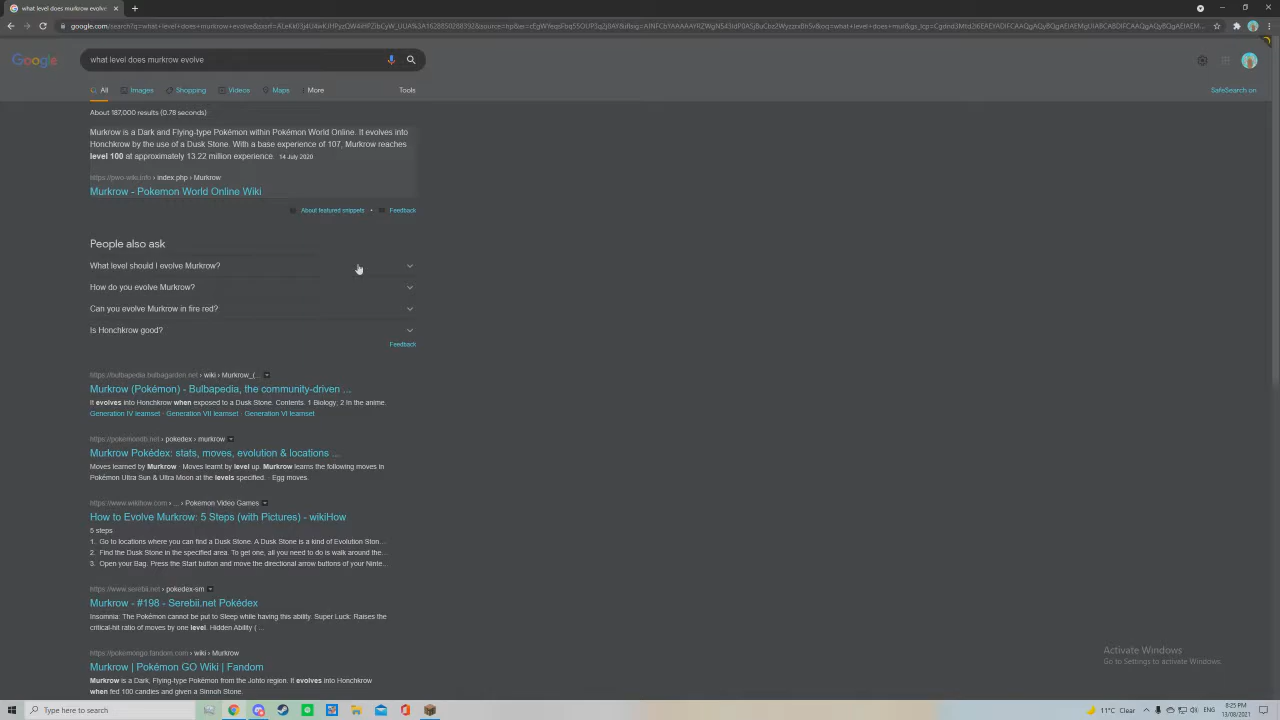 what level does murkrow evolve
Google
what level does murkrow evolve
All Images Shopping Videos Maps More Tools
SafeSearch on
About 187,000 results (0.78 seconds)
Murkrow is a Dark and Flying-type Pokémon within Pokémon World Online. It evolves into
Honchkrow by the use of a Dusk Stone. With a base experience of 107, Murkrow reaches
level 100 at approximately 13.22 million experience. 14 July 2020
https://pwo-wiki.info › index.php › Murkrow
Murkrow - Pokemon World Online Wiki
About featured snippets • Feedback
People also ask
What level should I evolve Murkrow?
How do you evolve Murkrow?
Can you evolve Murkrow in fire red?
Is Honchkrow good?
Feedback
https://bulbapedia.bulbagarden.net › wiki › Murkrow_(...
Murkrow (Pokémon) - Bulbapedia, the community-driven ...
It evolves into Honchkrow when exposed to a Dusk Stone. Contents. 1 Biology; 2 In the anime.
Generation IV learnset · Generation VII learnset · Generation VI learnset
https://pokemondb.net › pokedex › murkrow
Murkrow Pokédex: stats, moves, evolution & locations ...
Moves learned by Murkrow · Moves learnt by level up. Murkrow learns the following moves in
Pokémon Ultra Sun & Ultra Moon at the levels specified. · Egg moves.
https://www.wikihow.com › ... › Pokemon Video Games
How to Evolve Murkrow: 5 Steps (with Pictures) - wikiHow
5 steps
1. Go to locations where you can find a Dusk Stone. A Dusk Stone is a kind of Evolution Ston...
2. Find the Dusk Stone in the specified area. To get one, all you need to do is walk around the...
3. Open your Bag. Press the Start button and move the directional arrow buttons of your Ninte...
https://www.serebii.net › pokedex-sm
Murkrow - #198 - Serebii.net Pokédex
Insomnia: The Pokémon cannot be put to Sleep while having this ability. Super Luck: Raises the
critical-hit ratio of moves by one level. Hidden Ability ( ...
https://pokemongo.fandom.com › wiki › Murkrow
Murkrow | Pokémon GO Wiki | Fandom
Murkrow is a Dark, Flying-type Pokémon from the Johto region. It evolves into Honchkrow
when fed 100 candies and given a Sinnoh Stone.
Activate Windows
Go to Settings to activate Windows.
Type here to search
11°C Clear
ENG
8:25 PM
13/08/2021